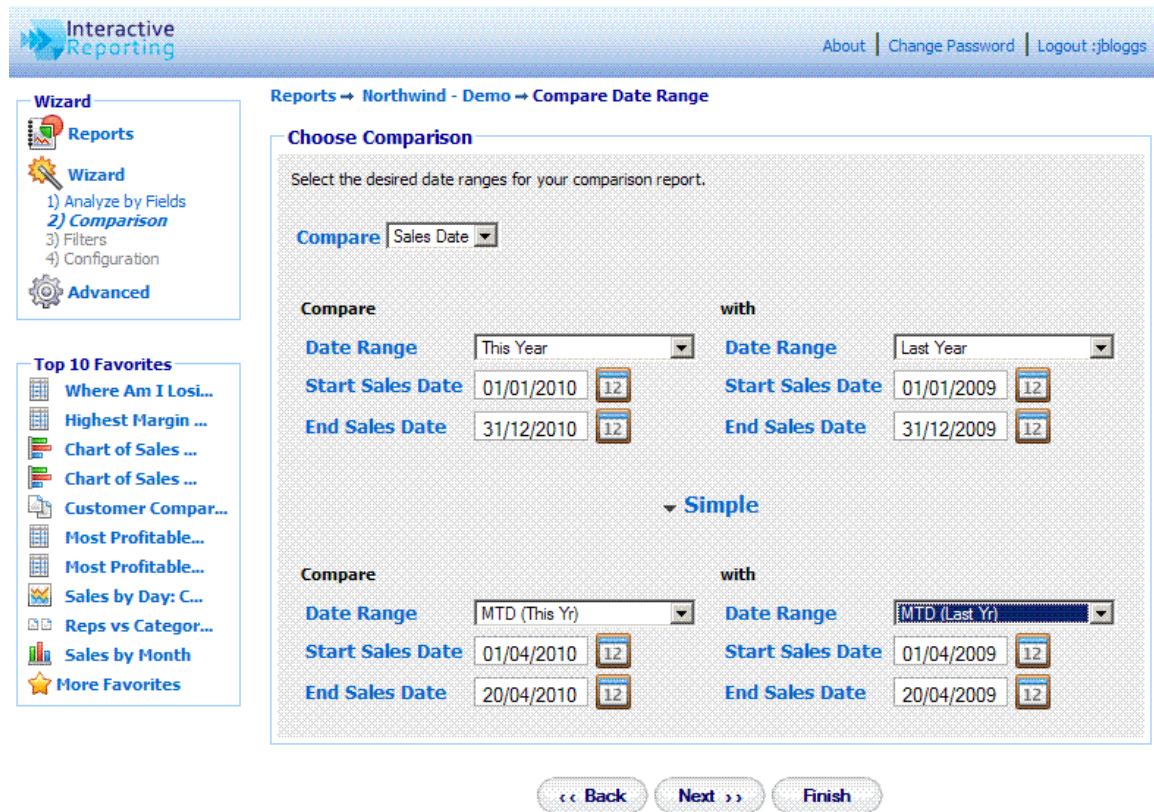 Interactive
Reporting
About | Change Password | Logout :jbloggs
Wizard
Reports
Wizard
1) Analyze by Fields
2) Comparison
3) Filters
4) Configuration
Advanced
Top 10 Favorites
Where Am I Losi...
Highest Margin ...
Chart of Sales ...
Chart of Sales ...
Customer Compar...
Most Profitable...
Most Profitable...
Sales by Day: C...
Reps vs Categor...
Sales by Month
More Favorites
Reports → Northwind - Demo → Compare Date Range
Choose Comparison
Select the desired date ranges for your comparison report.
Compare Sales Date
Compare with
Date Range This Year Date Range Last Year
Start Sales Date 01/01/2010 12 Start Sales Date 01/01/2009 12
End Sales Date 31/12/2010 12 End Sales Date 31/12/2009 12
Simple
Compare with
Date Range MTD (This Yr) Date Range MTD (Last Yr)
Start Sales Date 01/04/2010 12 Start Sales Date 01/04/2009 12
End Sales Date 20/04/2010 12 End Sales Date 20/04/2009 12
‹‹ Back Next ›› Finish